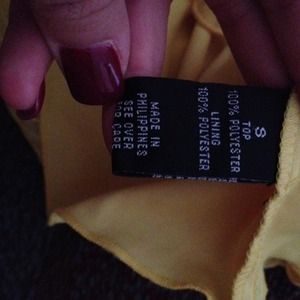 S
TOP
100% POLYESTER
LINING
100% POLYESTER
MADE IN
PHILIPPINES
SEE OVER
FOR CARE